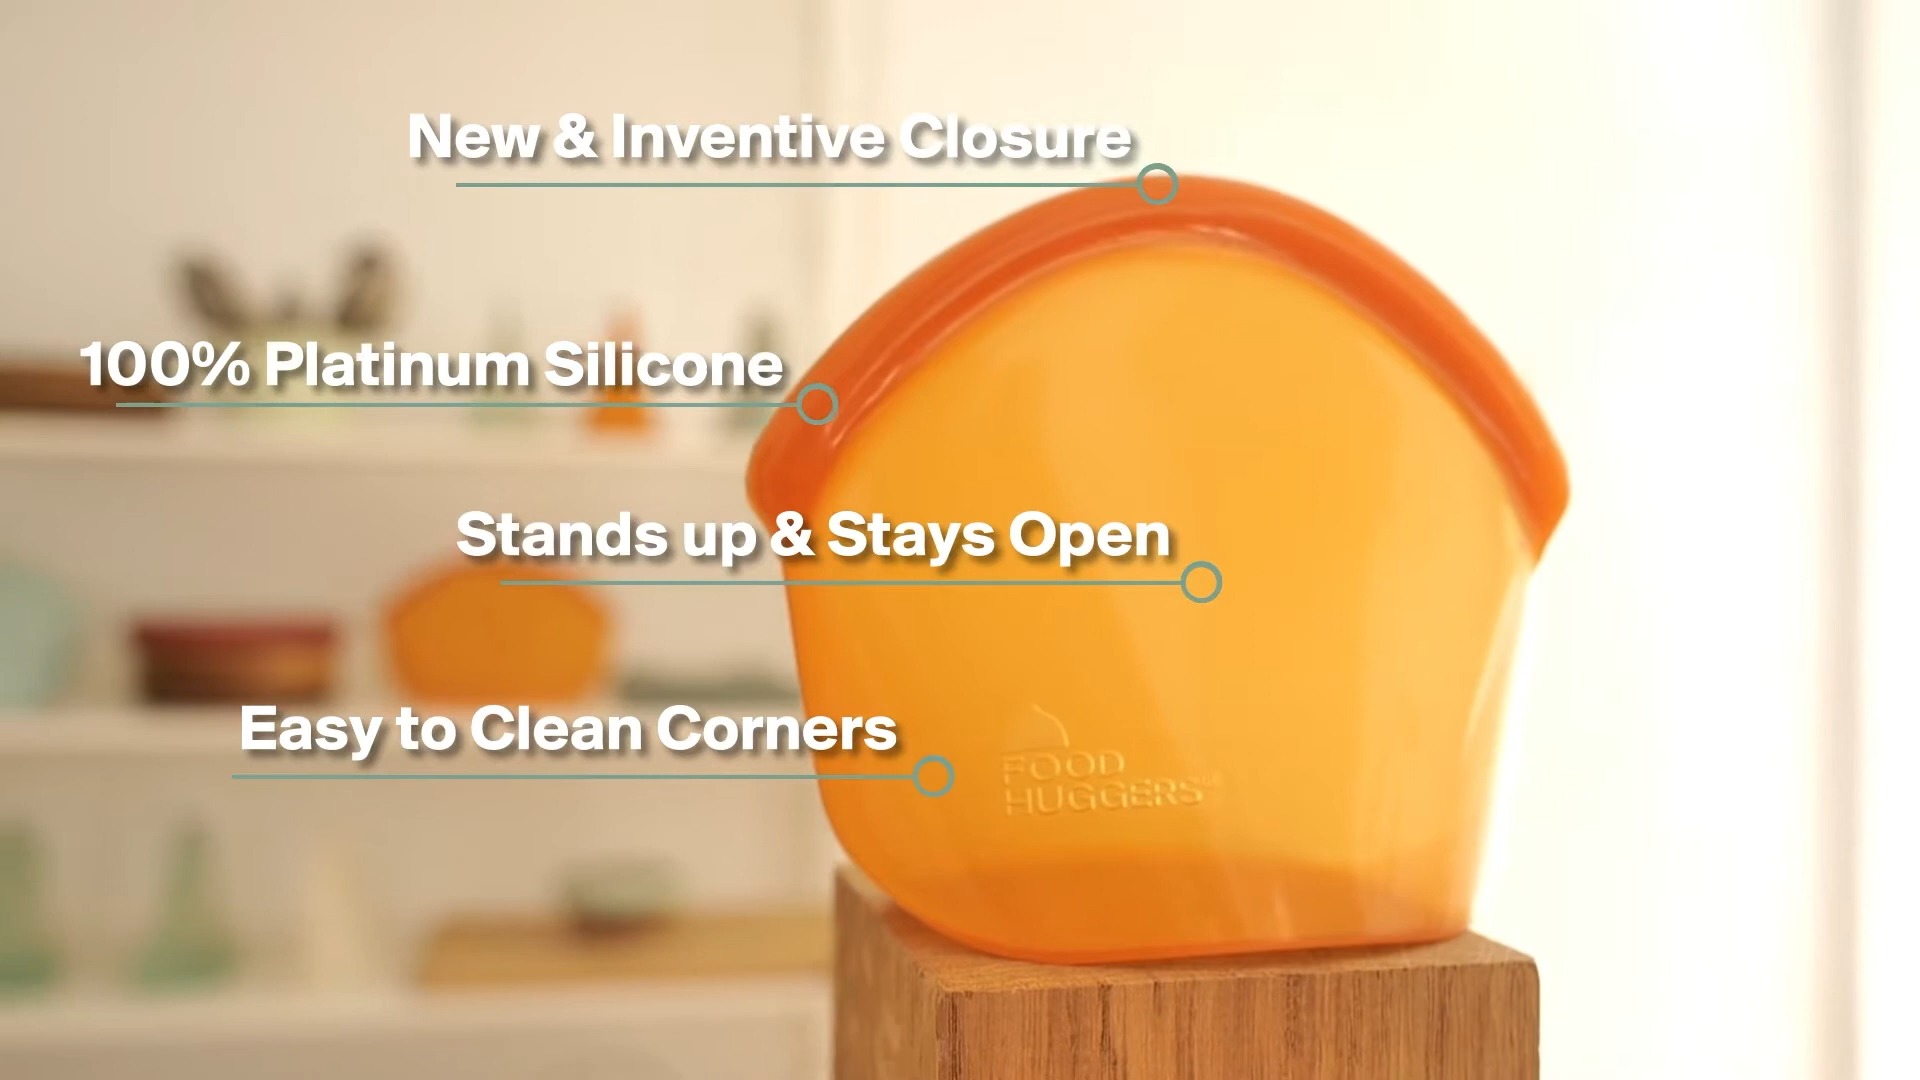 New & Inventive Closure
100% Platinum Silicone
Stands up & Stays Open
Easy to Clean Corners
FOOD
HUGGERS